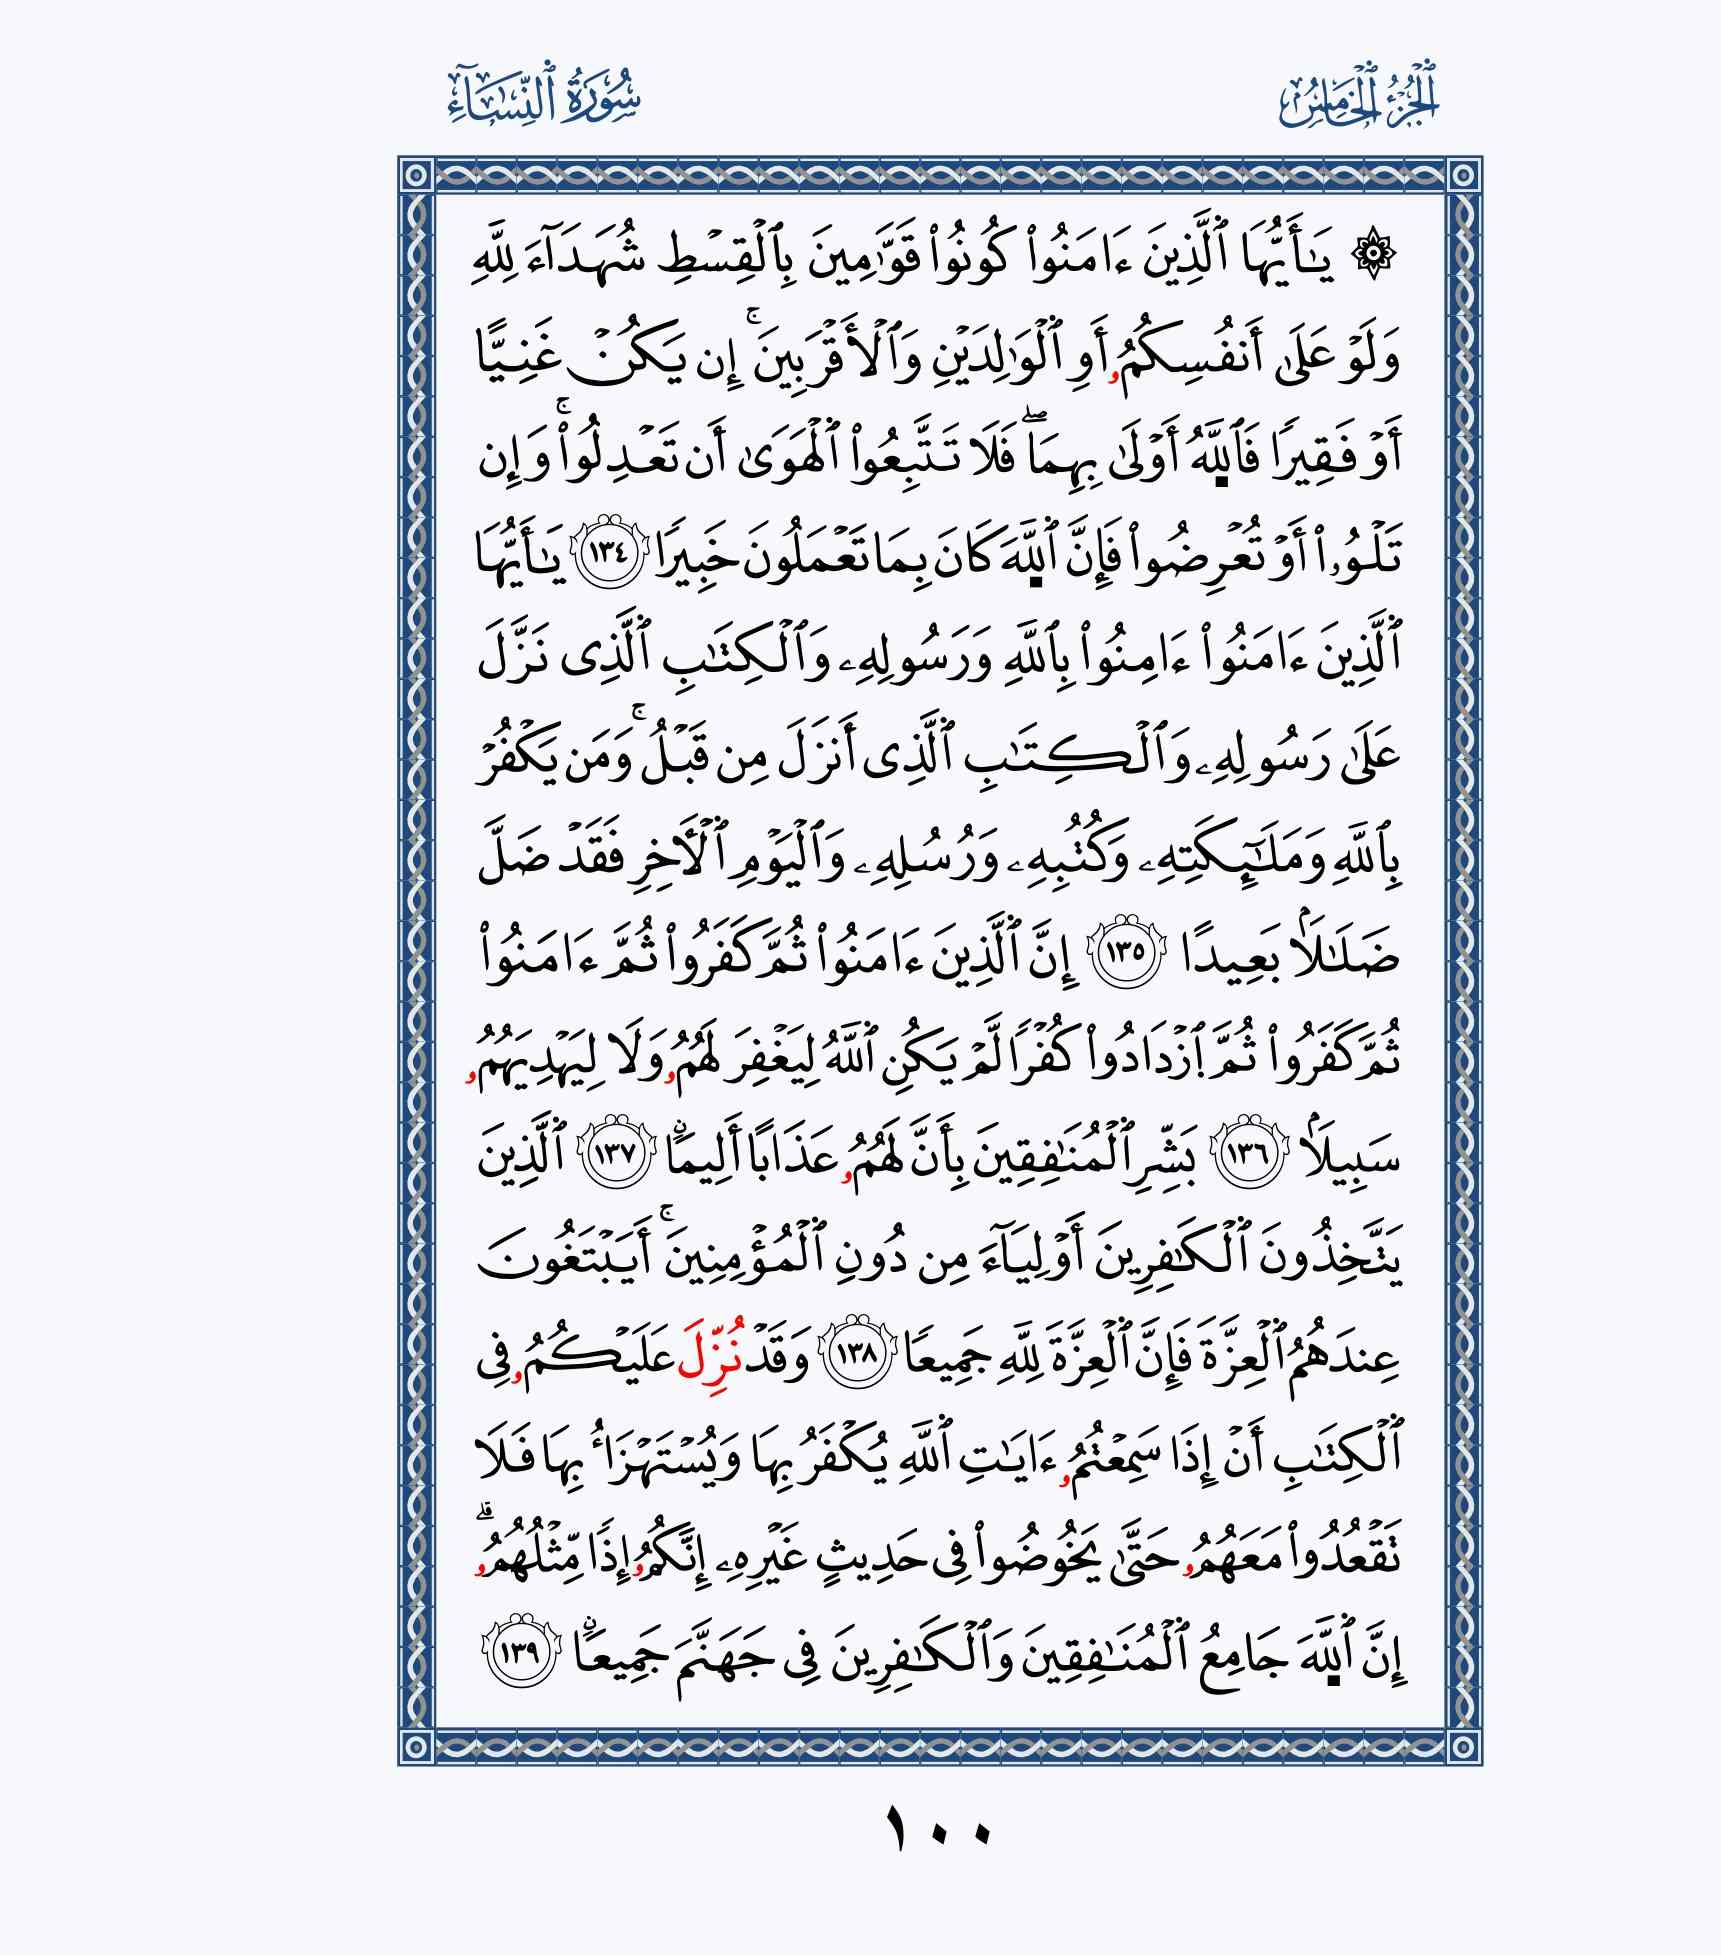 ٱلْجُزْءُ ٱلْخَامِسُ
سُورَةُ ٱلنِّسَآءِ
۞ يَٰٓأَيُّهَا ٱلَّذِينَ ءَامَنُوا۟ كُونُوا۟ قَوَّٰمِينَ بِٱلْقِسْطِ شُهَدَآءَ لِلَّهِ
وَلَوْ عَلَىٰ أَنفُسِكُمُۥ أَوِ ٱلْوَٰلِدَيْنِ وَٱلْأَقْرَبِينَ ۚ إِن يَكُنْ غَنِيًّا
أَوْ فَقِيرًا فَٱللَّهُ أَوْلَىٰ بِهِمَا ۖ فَلَا تَتَّبِعُوا۟ ٱلْهَوَىٰ أَن تَعْدِلُوا۟ ۚ وَإِن
تَلْوُۥا۟ أَوْ تُعْرِضُوا۟ فَإِنَّ ٱللَّهَ كَانَ بِمَا تَعْمَلُونَ خَبِيرًا ١٣٤ يَٰٓأَيُّهَا
ٱلَّذِينَ ءَامَنُوا۟ ءَامِنُوا۟ بِٱللَّهِ وَرَسُولِهِۦ وَٱلْكِتَٰبِ ٱلَّذِى نَزَّلَ
عَلَىٰ رَسُولِهِۦ وَٱلْكِتَٰبِ ٱلَّذِى أَنزَلَ مِن قَبْلُ ۚ وَمَن يَكْفُرْ
بِٱللَّهِ وَمَلَٰٓئِكَتِهِۦ وَكُتُبِهِۦ وَرُسُلِهِۦ وَٱلْيَوْمِ ٱلْأَخِرِ فَقَدْ ضَلَّ
ضَلَٰلًۢا بَعِيدًا ١٣٥ إِنَّ ٱلَّذِينَ ءَامَنُوا۟ ثُمَّ كَفَرُوا۟ ثُمَّ ءَامَنُوا۟
ثُمَّ كَفَرُوا۟ ثُمَّ ٱزْدَادُوا۟ كُفْرًا لَّمْ يَكُنِ ٱللَّهُ لِيَغْفِرَ لَهُمُۥ وَلَا لِيَهْدِيَهُمُۥ
سَبِيلًۢا ١٣٦ بَشِّرِ ٱلْمُنَٰفِقِينَ بِأَنَّ لَهُمُۥ عَذَابًا أَلِيمًا ١٣٧ ٱلَّذِينَ
يَتَّخِذُونَ ٱلْكَٰفِرِينَ أَوْلِيَآءَ مِن دُونِ ٱلْمُؤْمِنِينَ ۚ أَيَبْتَغُونَ
عِندَهُمُ ٱلْعِزَّةَ فَإِنَّ ٱلْعِزَّةَ لِلَّهِ جَمِيعًا ١٣٨ وَقَدْ نُزِّلَ عَلَيْكُمُۥ فِى
ٱلْكِتَٰبِ أَنْ إِذَا سَمِعْتُمُۥ ءَايَٰتِ ٱللَّهِ يُكْفَرُ بِهَا وَيُسْتَهْزَأُ بِهَا فَلَا
تَقْعُدُوا۟ مَعَهُمُۥ حَتَّىٰ يَخُوضُوا۟ فِى حَدِيثٍ غَيْرِهِۦ إِنَّكُمُۥ إِذًا مِّثْلُهُمُۥ ۗ
إِنَّ ٱللَّهَ جَامِعُ ٱلْمُنَٰفِقِينَ وَٱلْكَٰفِرِينَ فِى جَهَنَّمَ جَمِيعًا ١٣٩
١٠٠